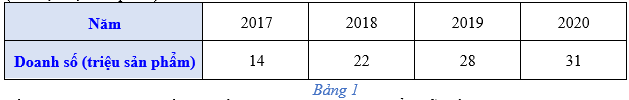 Năm 2017 2018 2019 2020
Doanh số (triệu sản phẩm) 14 22 28 31
Bảng 1